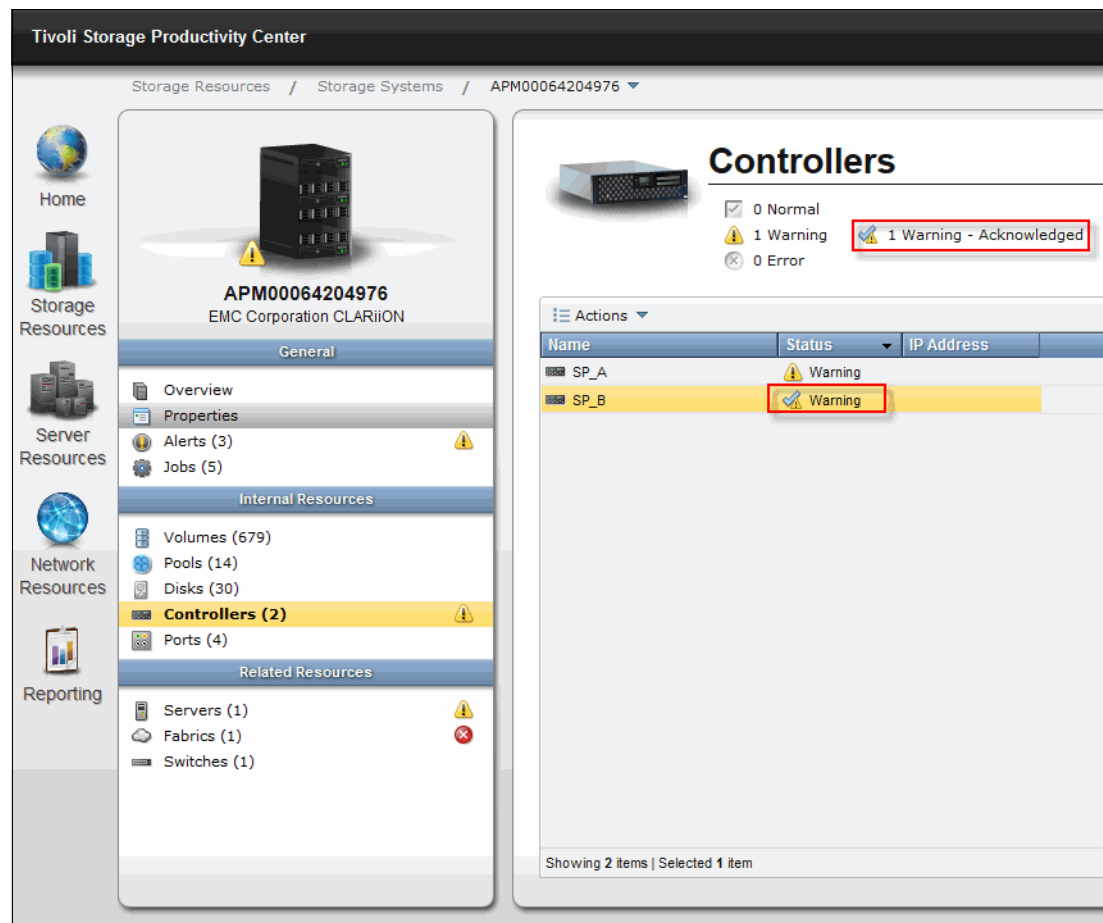 Tivoli Storage Productivity Center
Storage Resources / Storage Systems / APM00064204976
Home
Storage Resources
Server Resources
Network Resources
Reporting
APM00064204976
EMC Corporation CLARiiON
General
Overview
Properties
Alerts (3)
Jobs (5)
Internal Resources
Volumes (679)
Pools (14)
Disks (30)
Controllers (2)
Ports (4)
Related Resources
Servers (1)
Fabrics (1)
Switches (1)
Controllers
0 Normal
1 Warning 1 Warning - Acknowledged
0 Error
Actions
Name Status IP Address
SP_A Warning
SP_B Warning
Showing 2 items | Selected 1 item